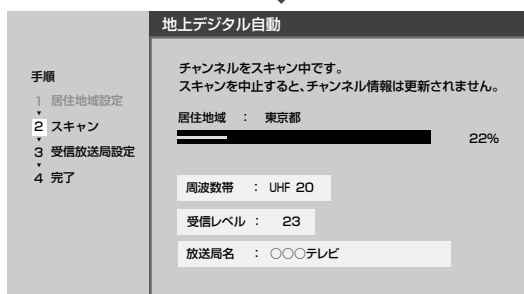 地上デジタル自動
手順
1 居住地域設定
2 スキャン
3 受信放送局設定
4 完了
チャンネルをスキャン中です。
スキャンを中止すると、チャンネル情報は更新されません。
居住地域 : 東京都
22%
周波数帯 : UHF 20
受信レベル : 23
放送局名 : ○○○テレビ